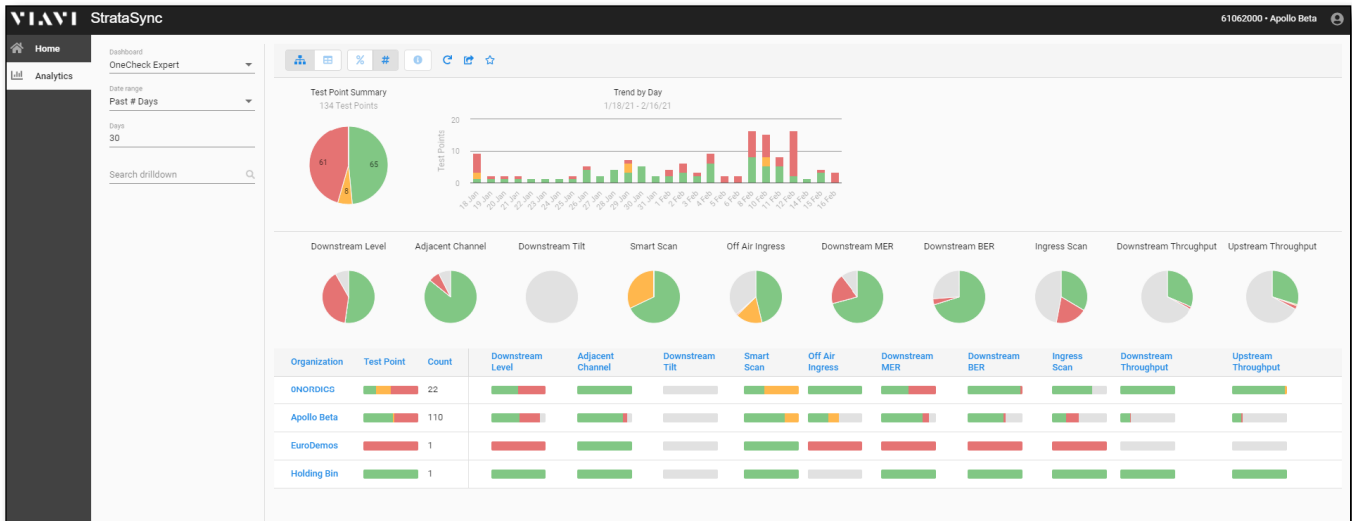 VIAVI StrataSync
61062000 • Apollo Beta
Home
Analytics
Dashboard
OneCheck Expert
Date range
Past # Days
Days
30
Search drilldown
% #
Test Point Summary
134 Test Points
61
65
8
Trend by Day
1/18/21 - 2/16/21
Test Points
20
10
0
18 Jan 19 Jan 20 Jan 21 Jan 22 Jan 23 Jan 24 Jan 25 Jan 26 Jan 27 Jan 28 Jan 29 Jan 30 Jan 31 Jan 1 Feb 2 Feb 3 Feb 4 Feb 5 Feb 6 Feb 8 Feb 10 Feb 11 Feb 12 Feb 14 Feb 15 Feb 16 Feb
Downstream Level Adjacent Channel Downstream Tilt Smart Scan Off Air Ingress Downstream MER Downstream BER Ingress Scan Downstream Throughput Upstream Throughput
Organization Test Point Count Downstream Level Adjacent Channel Downstream Tilt Smart Scan Off Air Ingress Downstream MER Downstream BER Ingress Scan Downstream Throughput Upstream Throughput
0NORDICS 22
Apollo Beta 110
EuroDemos 1
Holding Bin 1